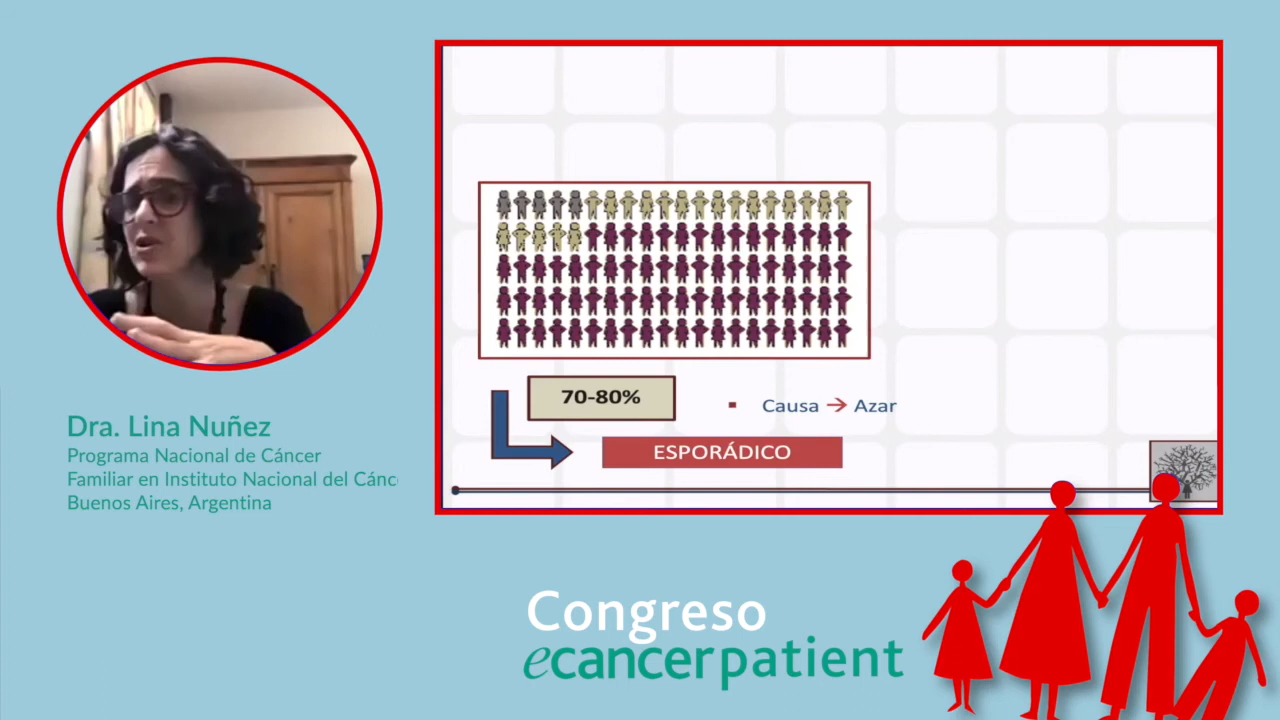 Dra. Lina Nuñez
Programa Nacional de Cáncer
Familiar en Instituto Nacional del Cánc
Buenos Aires, Argentina
70-80%
▪ Causa → Azar
ESPORÁDICO
Congreso
ecancerpatient